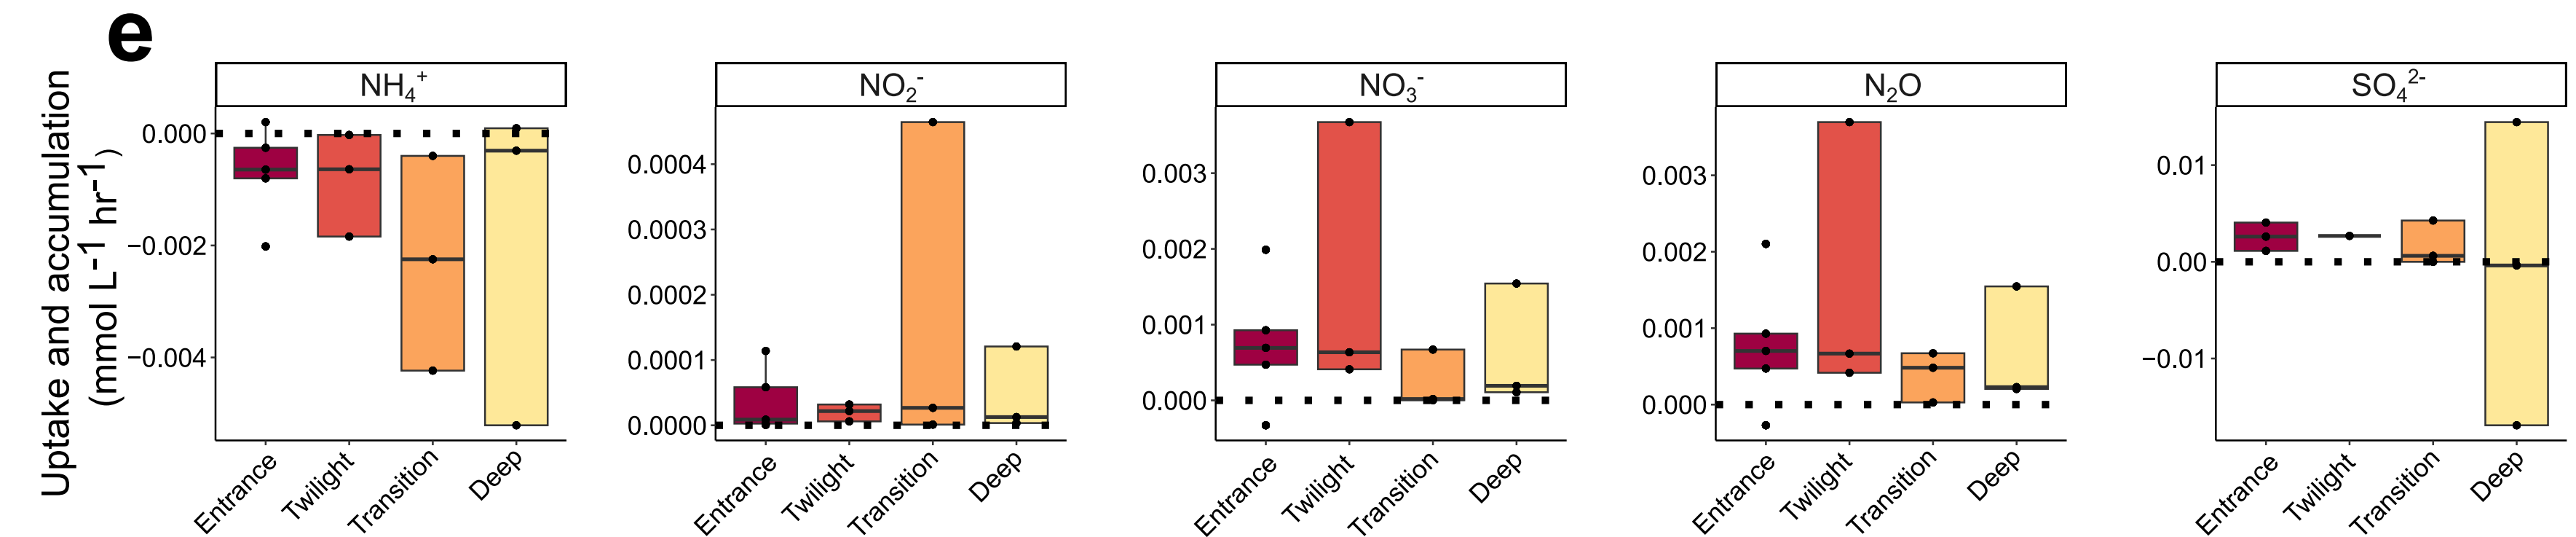 e
Uptake and accumulation
(mmol L⁻¹ hr⁻¹)
NH₄⁺
0.000
−0.002
−0.004
Entrance
Twilight
Transition
Deep
NO₂⁻
0.0004
0.0003
0.0002
0.0001
0.0000
Entrance
Twilight
Transition
Deep
NO₃⁻
0.003
0.002
0.001
0.000
Entrance
Twilight
Transition
Deep
N₂O
0.003
0.002
0.001
0.000
Entrance
Twilight
Transition
Deep
SO₄²⁻
0.01
0.00
−0.01
Entrance
Twilight
Transition
Deep